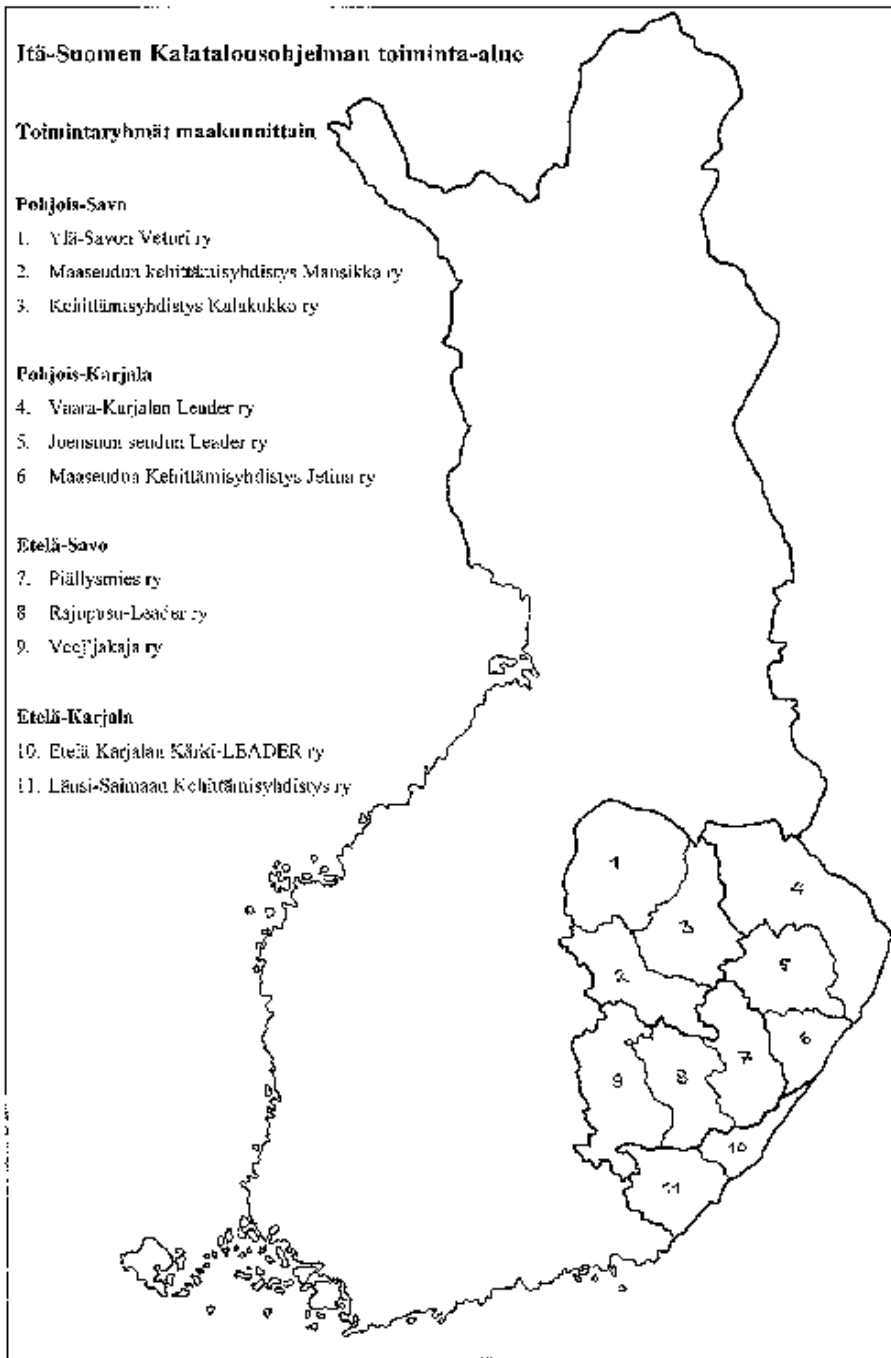 Itä-Suomen Kalatalousohjelman toiminta-alue
Toimintaryhmät maakunnittain
Pohjois-Savo
1. Ylä-Savon Veturi ry
2. Maaseudun kehittämisyhdistys Mansikka ry
3. Kehittämisyhdistys Kalakukko ry
Pohjois-Karjala
4. Vaara-Karjalan Leader ry
5. Joensuun seudun Leader ry
6 Maaseudun Kehittämisyhdistys Jetina ry
Etelä-Savo
7. Piällysmies ry
8 Rajupusu-Leader ry
9. Veej'jakaja ry
Etelä-Karjala
10. Etelä Karjalan Kärki-LEADER ry
11. Länsi-Saimaan Kehittämisyhdistys ry
1
4
3
5
2
6
7
9
8
10
11